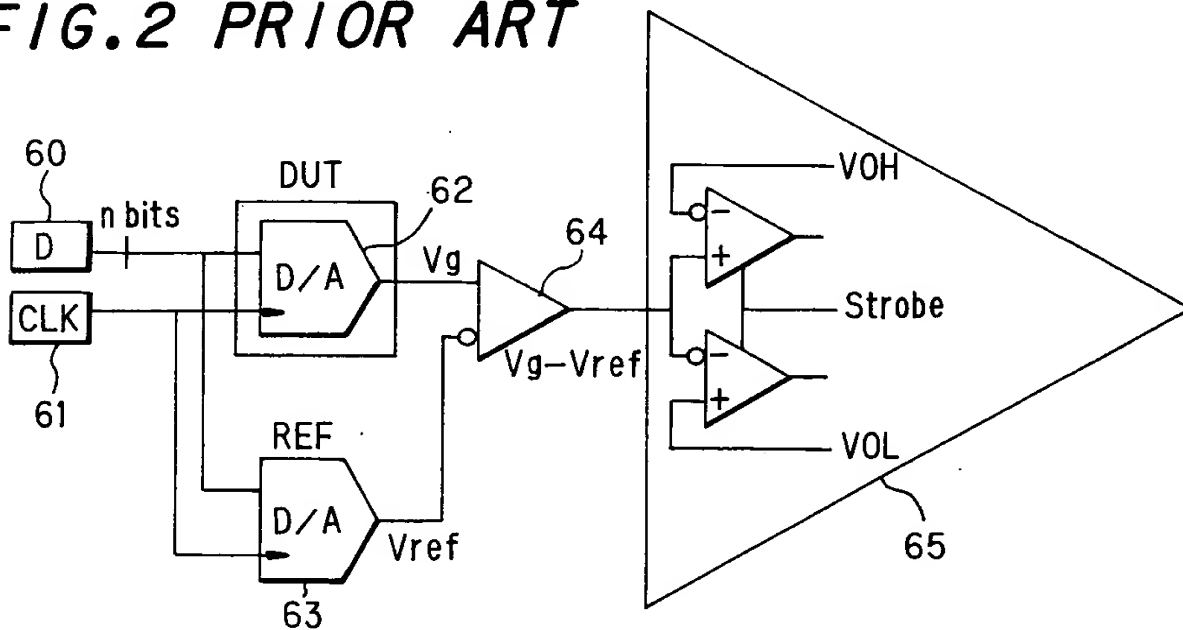 FIG.2 PRIOR ART
60
D
n bits
CLK
61
DUT
62
D/A
Vg
64
Vg-Vref
REF
D/A
Vref
63
VOH
-
+
Strobe
-
+
VOL
65